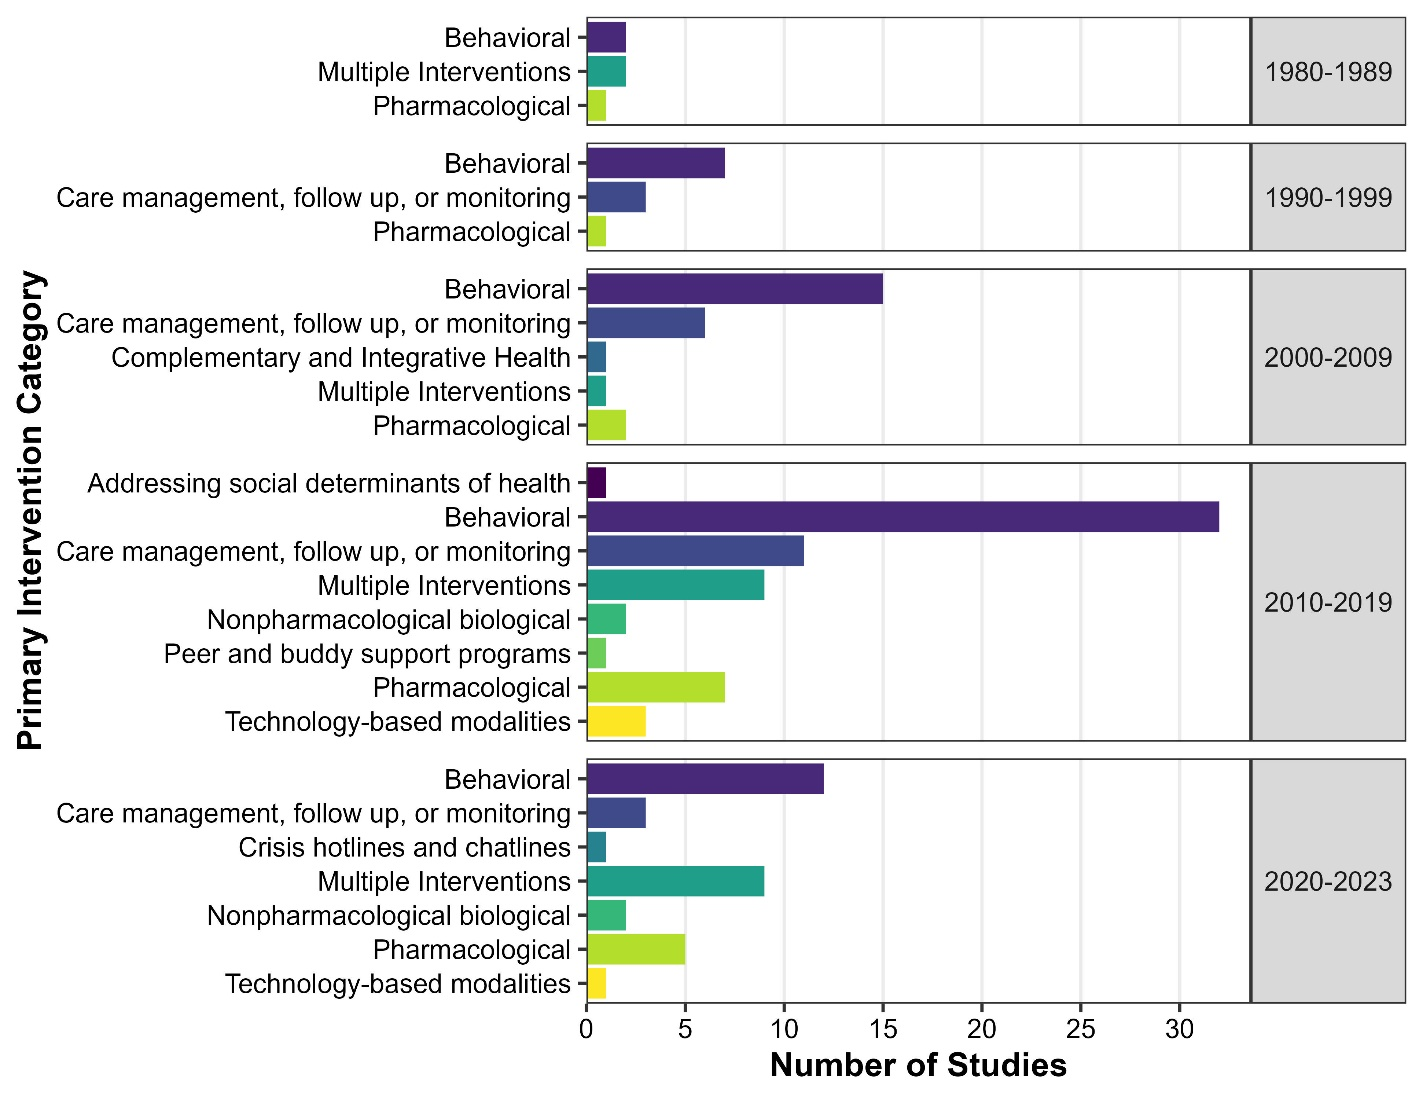 Primary Intervention Category
Behavioral
Multiple Interventions
Pharmacological
1980-1989
Behavioral
Care management, follow up, or monitoring
Pharmacological
1990-1999
Behavioral
Care management, follow up, or monitoring
Complementary and Integrative Health
Multiple Interventions
Pharmacological
2000-2009
Addressing social determinants of health
Behavioral
Care management, follow up, or monitoring
Multiple Interventions
Nonpharmacological biological
Peer and buddy support programs
Pharmacological
Technology-based modalities
2010-2019
Behavioral
Care management, follow up, or monitoring
Crisis hotlines and chatlines
Multiple Interventions
Nonpharmacological biological
Pharmacological
Technology-based modalities
2020-2023
0 5 10 15 20 25 30
Number of Studies